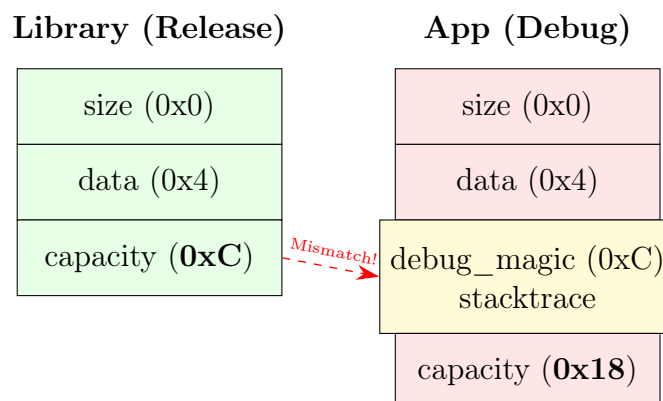 Library (Release)
size (0x0)
data (0x4)
capacity (0xC)
Mismatch!
App (Debug)
size (0x0)
data (0x4)
debug_magic (0xC)
stacktrace
capacity (0x18)